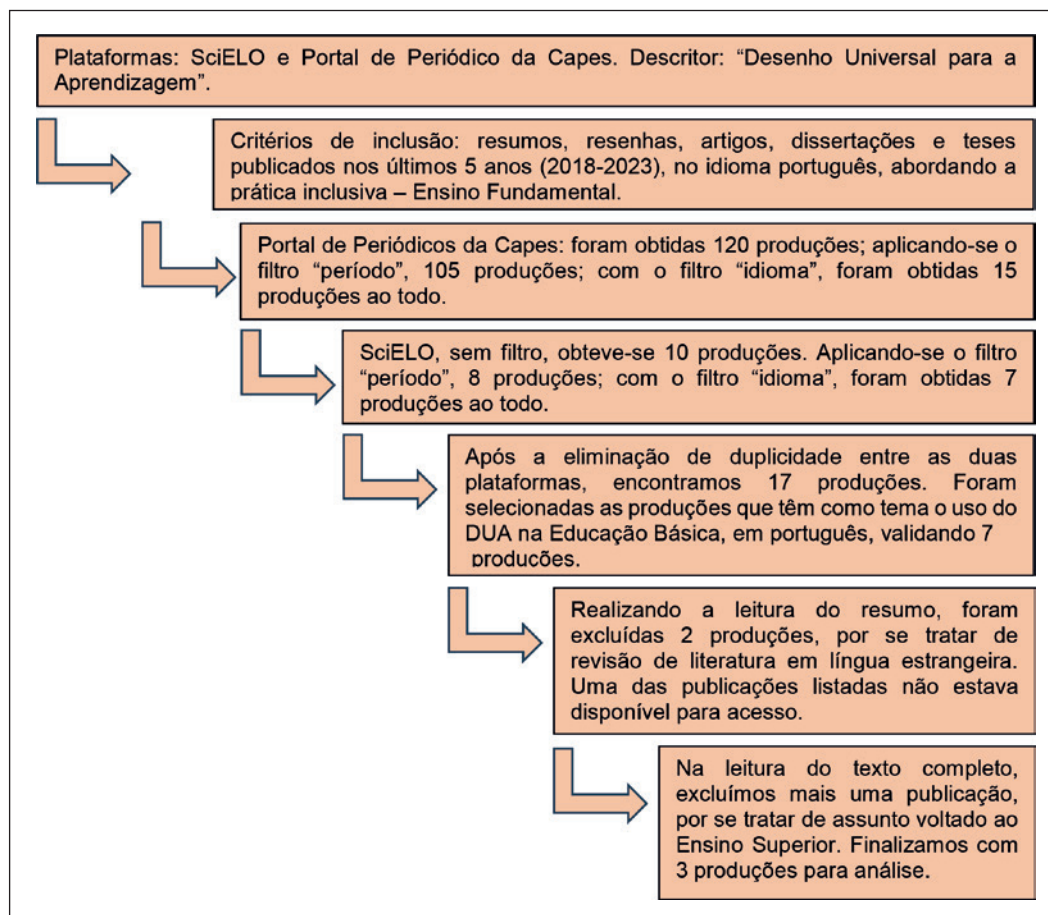 Plataformas: SciELO e Portal de Periódico da Capes. Descritor: “Desenho Universal para a
Aprendizagem”.
Critérios de inclusão: resumos, resenhas, artigos, dissertações e teses
publicados nos últimos 5 anos (2018-2023), no idioma português, abordando a
prática inclusiva – Ensino Fundamental.
Portal de Periódicos da Capes: foram obtidas 120 produções; aplicando-se o
filtro “período”, 105 produções; com o filtro “idioma”, foram obtidas 15
produções ao todo.
SciELO, sem filtro, obteve-se 10 produções. Aplicando-se o filtro
“período”, 8 produções; com o filtro “idioma”, foram obtidas 7
produções ao todo.
Após a eliminação de duplicidade entre as duas
plataformas, encontramos 17 produções. Foram
selecionadas as produções que têm como tema o uso do
DUA na Educação Básica, em português, validando 7
produções.
Realizando a leitura do resumo, foram
excluídas 2 produções, por se tratar de
revisão de literatura em língua estrangeira.
Uma das publicações listadas não estava
disponível para acesso.
Na leitura do texto completo,
excluímos mais uma publicação,
por se tratar de assunto voltado ao
Ensino Superior. Finalizamos com
3 produções para análise.